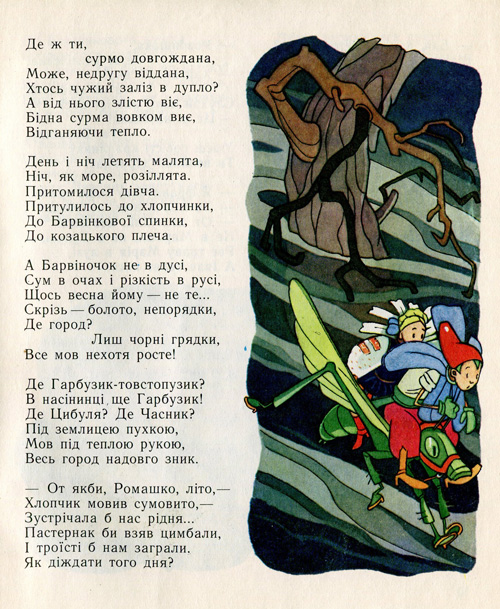 Де ж ти,
сурмо довгождана,
Може, недругу віддана,
Хтось чужий заліз в дупло?
А від нього злістю віє,
Бідна сурма вовком виє,
Відганяючи тепло.
День і ніч летять малята,
Ніч, як море, розіллята.
Притомилося дівча.
Притулилось до хлопчинки,
До Барвінкової спинки,
До козацького плеча.
А Барвіночок не в дусі,
Сум в очах і різкість в русі,
Щось весна йому — не те...
Скрізь — болото, непорядки,
Де город?
Лиш чорні грядки,
Все мов нехотя росте!
Де Гарбузик-товстопузик?
В насінинці ще Гарбузик!
Де Цибуля? Де Часник?
Під землицею пухкою,
Мов під теплою рукою,
Весь город надовго зник.
— От якби, Ромашко, літо,—
Хлопчик мовив сумовито,—
Зустрічала б нас рідня...
Пастернак би взяв цимбали,
І троїсті б нам заграли.
Як діждати того дня?